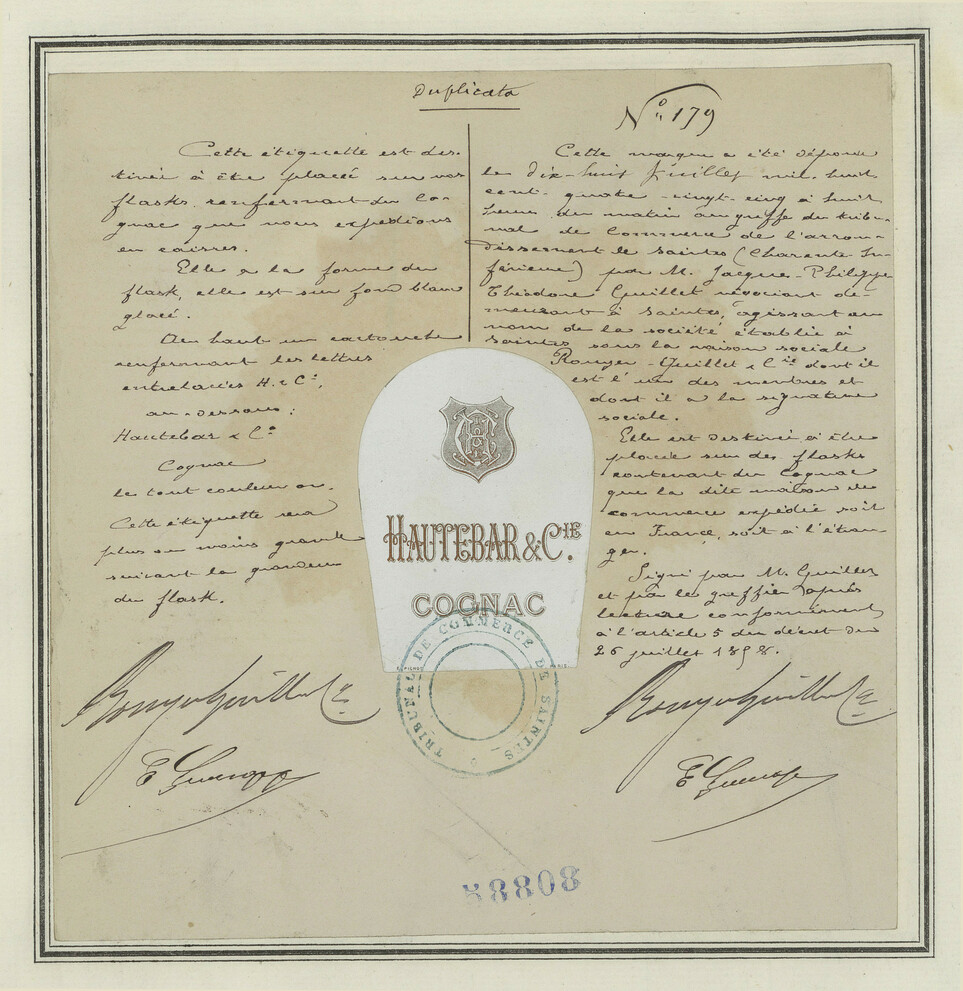 Duplicata
N° 179
Cette étiquette est des-
tinée à être placée sur nos
flasks renfermant du Co-
gnac que nous expédions
en caisses.
Elle a la forme du
flask, elle est sur fond blanc
glacé.
Au haut un cartouche
renfermant les lettres
entrelacées H. & Cie,
au-dessous :
Hautebar & Cie
Cognac
le tout couleur or.
Cette étiquette sera
plus ou moins grande
suivant la grandeur
du flask.
Rouyer Guillet & Cie
Cette marque a été déposée
le dix-huit Juillet mil huit
cent quatre-vingt-cinq à huit
heures du matin au greffe du tribu-
nal de Commerce de l'arron-
dissement de Saintes (Charente In-
férieure) par M. Jacques-Philippe
Théodore Guillet négociant de-
meurant à Saintes, agissant au
nom de la société établie à
Saintes sous la raison sociale
Rouyer-Guillet & Cie dont il
est l'un des membres et
dont il a la signature
sociale.
Elle est destinée à être
placée sur des flasks
contenant du Cognac
que la dite maison de
commerce expédie soit
en France, soit à l'étran-
ger.
Signé par M. Guillet
et par le greffier après
lecture conformément
à l'article 5 du décret du
26 juillet 1858.
Rouyer Guillet & Cie
HAUTEBAR & CIE.
COGNAC
TRIBUNAL DE COMMERCE DE SAINTES
58808